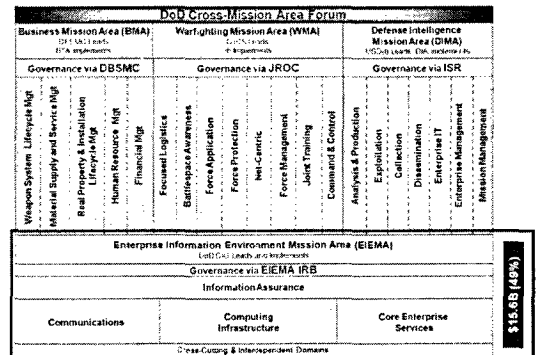 DoD Cross-Mission Area Forum
Business Mission Area (BMA)
Warfighting Mission Area (WMA)
Defense Intelligence
Mission Area (DIMA)
Governance via DBSMC
Governance via JROC
Governance via ISR
Weapon System Lifecycle Mgt
Material Supply and Service Mgt
Real Property & Installation
Lifecycle Mgt
Human Resource Mgt
Financial Mgt
Focused Logistics
Battlespace Awareness
Force Application
Force Protection
Net-Centric
Force Management
Joint Training
Command & Control
Analysis & Production
Exploitation
Collection
Dissemination
Enterprise IT
Enterprise Management
Mission Management
Enterprise Information Environment Mission Area (EIEMA)
DoD CIO Leads and Implements
Governance via EIEMA IRB
Information Assurance
Communications
Computing
Infrastructure
Core Enterprise
Services
Cross-Cutting & Interdependent Domains
$15.6B (49%)